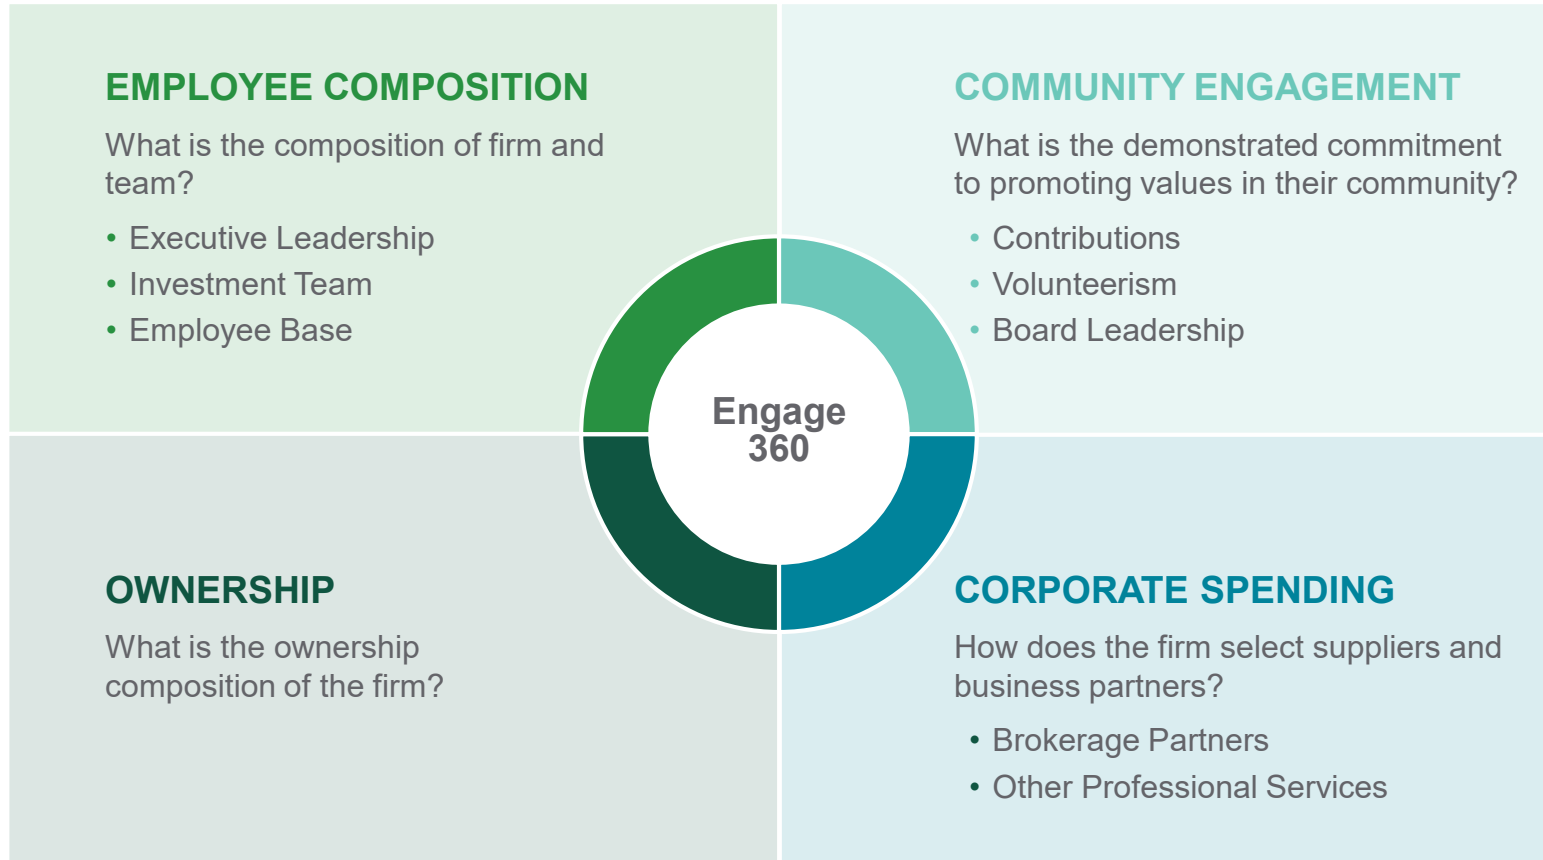 EMPLOYEE COMPOSITION
What is the composition of firm and
team?
• Executive Leadership
• Investment Team
• Employee Base
COMMUNITY ENGAGEMENT
What is the demonstrated commitment
to promoting values in their community?
• Contributions
• Volunteerism
• Board Leadership
Engage
360
OWNERSHIP
What is the ownership
composition of the firm?
CORPORATE SPENDING
How does the firm select suppliers and
business partners?
• Brokerage Partners
• Other Professional Services